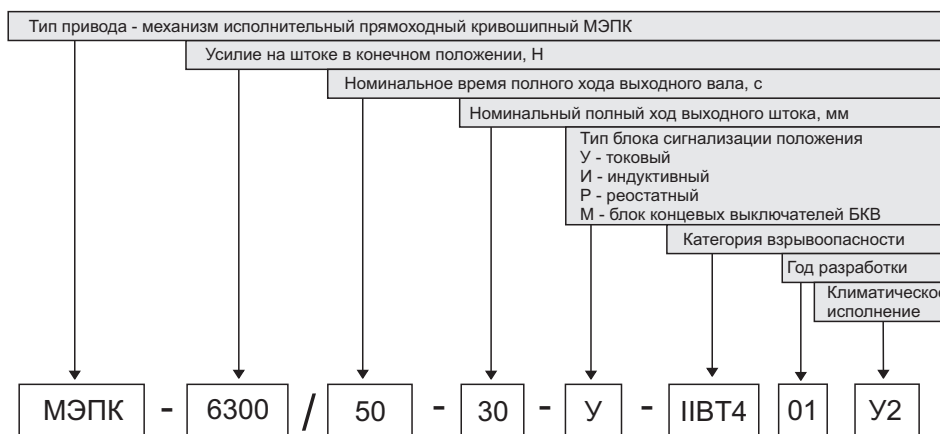 Тип привода - механизм исполнительный прямоходный кривошипный МЭПК
Усилие на штоке в конечном положении, Н
Номинальное время полного хода выходного вала, с
Номинальный полный ход выходного штока, мм
Тип блока сигнализации положения
У - токовый
И - индуктивный
Р - реостатный
М - блок концевых выключателей БКВ
Категория взрывоопасности
Год разработки
Климатическое
исполнение
МЭПК - 6300 / 50 - 30 - У - IIВТ4 01 У2